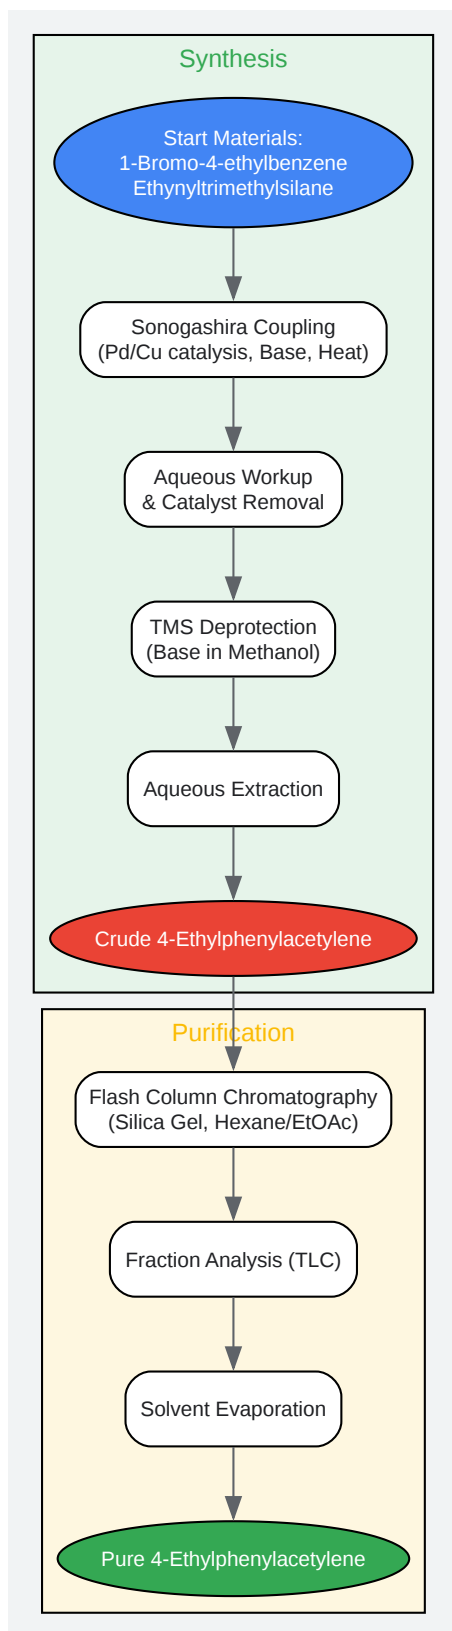 Synthesis
Start Materials:
1-Bromo-4-ethylbenzene
Ethynyltrimethylsilane
Sonogashira Coupling
(Pd/Cu catalysis, Base, Heat)
Aqueous Workup
& Catalyst Removal
TMS Deprotection
(Base in Methanol)
Aqueous Extraction
Crude 4-Ethylphenylacetylene
Purification
Flash Column Chromatography
(Silica Gel, Hexane/EtOAc)
Fraction Analysis (TLC)
Solvent Evaporation
Pure 4-Ethylphenylacetylene